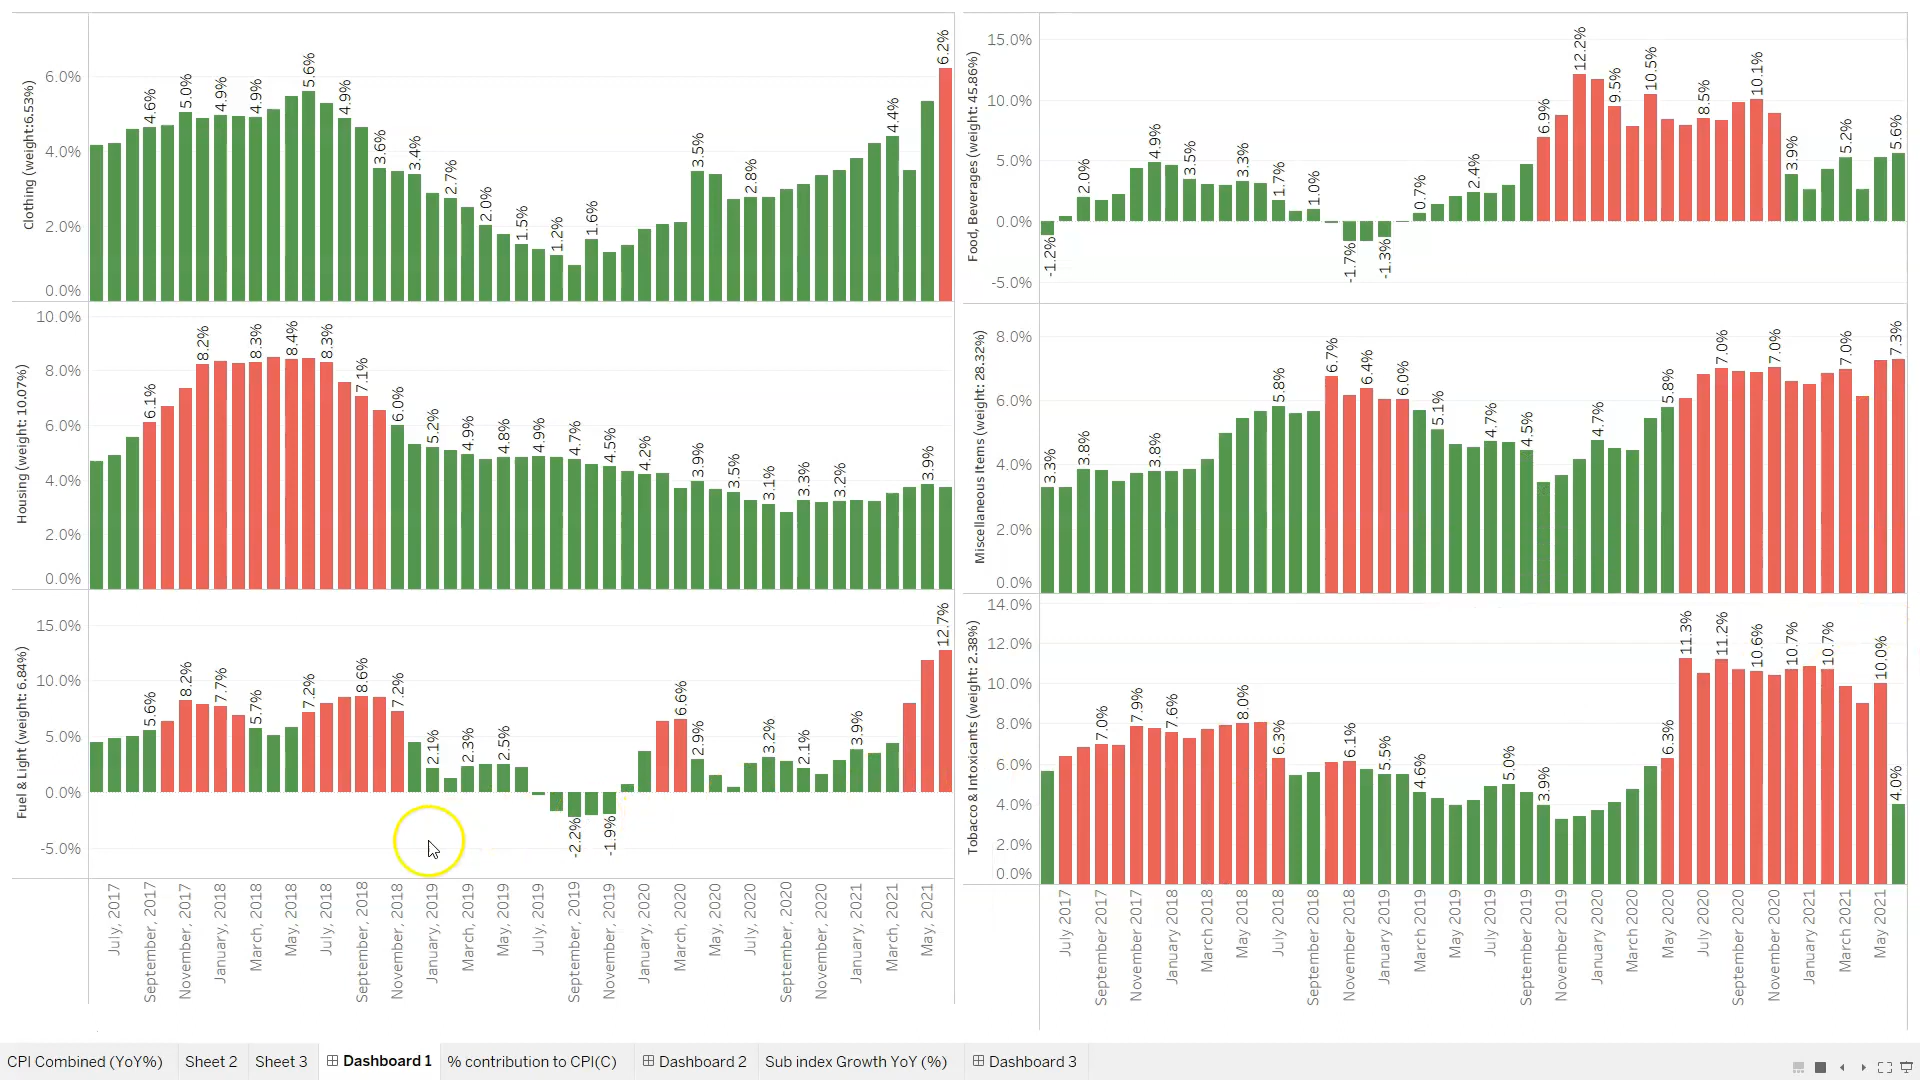 Clothing (weight:6.53%)
6.0%
4.0%
2.0%
0.0%
4.6%
5.0%
4.9%
4.9%
5.6%
4.9%
3.6%
3.4%
2.7%
2.0%
1.5%
1.2%
1.6%
3.5%
2.8%
4.4%
6.2%
Housing (weight: 10.07%)
10.0%
8.0%
6.0%
4.0%
2.0%
0.0%
6.1%
8.2%
8.3%
8.4%
8.3%
7.1%
6.0%
5.2%
4.9%
4.8%
4.9%
4.7%
4.5%
4.2%
3.9%
3.5%
3.1%
3.3%
3.2%
3.9%
Fuel & Light (weight: 6.84%)
15.0%
10.0%
5.0%
0.0%
-5.0%
5.6%
8.2%
7.7%
5.7%
7.2%
8.6%
7.2%
2.1%
2.3%
2.5%
-2.2%
-1.9%
6.6%
2.9%
3.2%
2.1%
3.9%
12.7%
July, 2017
September, 2017
November, 2017
January, 2018
March, 2018
May, 2018
July, 2018
September, 2018
November, 2018
January, 2019
March, 2019
May, 2019
July, 2019
September, 2019
November, 2019
January, 2020
March, 2020
May, 2020
July, 2020
September, 2020
November, 2020
January, 2021
March, 2021
May, 2021
Food, Beverages (weight: 45.86%)
15.0%
10.0%
5.0%
0.0%
-5.0%
-1.2%
2.0%
4.9%
3.5%
3.3%
1.7%
1.0%
-1.7%
-1.3%
0.7%
2.4%
6.9%
12.2%
9.5%
10.5%
8.5%
10.1%
3.9%
5.2%
5.6%
Miscellaneous Items (weight: 28.32%)
8.0%
6.0%
4.0%
2.0%
0.0%
3.3%
3.8%
3.8%
5.8%
6.7%
6.4%
6.0%
5.1%
4.7%
4.5%
4.7%
5.8%
7.0%
7.0%
7.0%
7.3%
Tobacco & Intoxicants (weight: 2.38%)
14.0%
12.0%
10.0%
8.0%
6.0%
4.0%
2.0%
0.0%
7.0%
7.9%
7.6%
8.0%
6.3%
6.1%
5.5%
4.6%
5.0%
3.9%
6.3%
11.3%
11.2%
10.6%
10.7%
10.7%
10.0%
4.0%
July 2017
September 2017
November 2017
January 2018
March 2018
May 2018
July 2018
September 2018
November 2018
January 2019
March 2019
May 2019
July 2019
September 2019
November 2019
January 2020
March 2020
May 2020
July 2020
September 2020
November 2020
January 2021
March 2021
May 2021
CPI Combined (YoY%) Sheet 2 Sheet 3 Dashboard 1 % contribution to CPI(C) Dashboard 2 Sub index Growth YoY (%) Dashboard 3